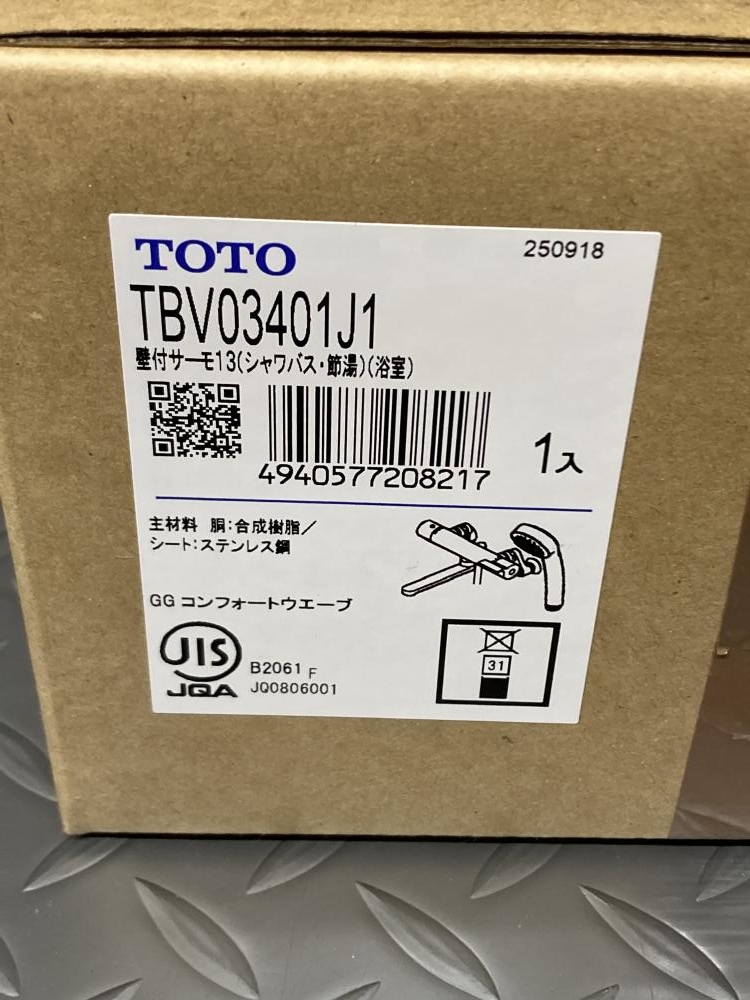 TOTO
250918
TBV03401J1
壁付サーモ13(シャワバス・節湯)(浴室)
4940577208217
1入
主材料 胴:合成樹脂/
シート:ステンレス鋼
GG コンフォートウエーブ
JIS
JQA
B2061 F
JQ0806001
31